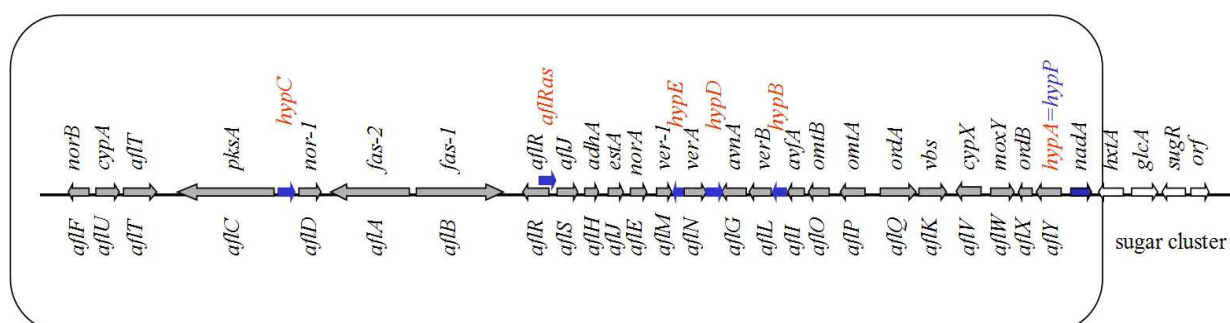 norB cypA aflT pksA hypC nor-1 fas-2 fas-1 aflRas aflR aflJ adhA estA norA ver-1 hypE verA hypD avnA verB hypB avfA omtB omtA ordA vbs cypX moxY ordB hypA=hypP nadA hxtA glcA sugR orf
aflF aflU aflT aflC aflD aflA aflB aflR aflS aflH aflJ aflE aflM aflN aflG aflL aflI aflO aflP aflQ aflK aflV aflW aflX aflY sugar cluster